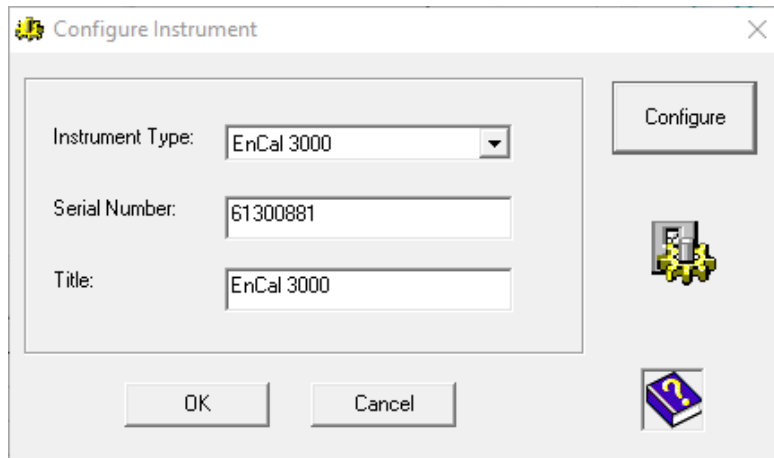 Configure Instrument
Instrument Type:
EnCal 3000
Configure
Serial Number:
61300881
Title:
EnCal 3000
OK
Cancel
?